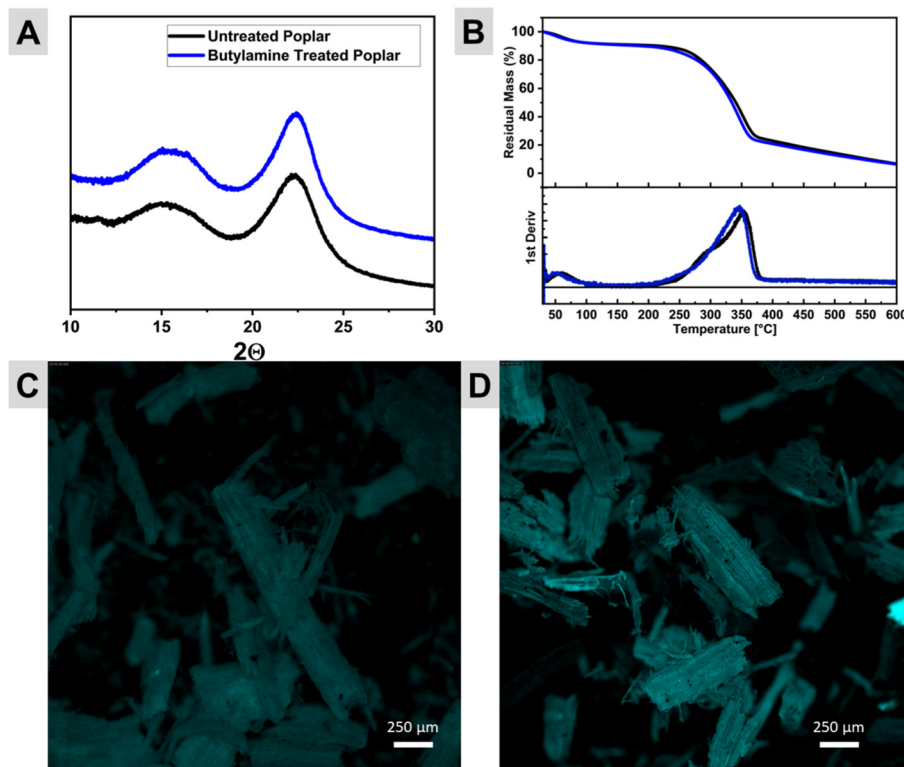 A
Untreated Poplar
Butylamine Treated Poplar
10 15 20 25 30
2Θ
B
Residual Mass (%)
100
80
60
40
20
0
1st Deriv
50 100 150 200 250 300 350 400 450 500 550 600
Temperature [°C]
C
250 µm
D
250 µm